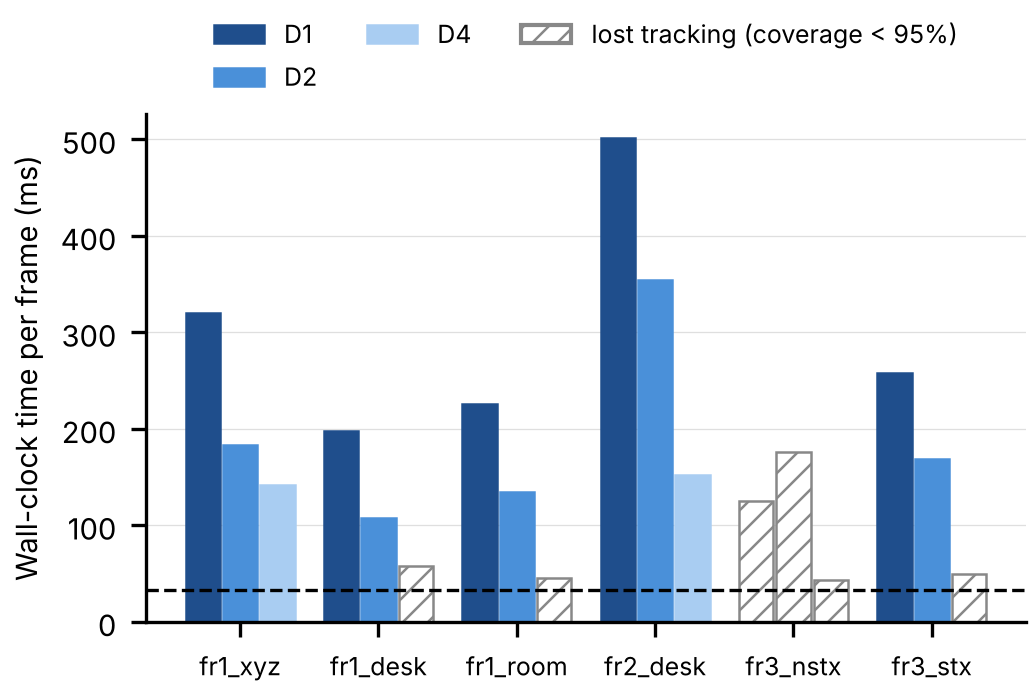 D1 D4 lost tracking (coverage < 95%)
D2
Wall-clock time per frame (ms)
500
400
300
200
100
0
fr1_xyz fr1_desk fr1_room fr2_desk fr3_nstx fr3_stx